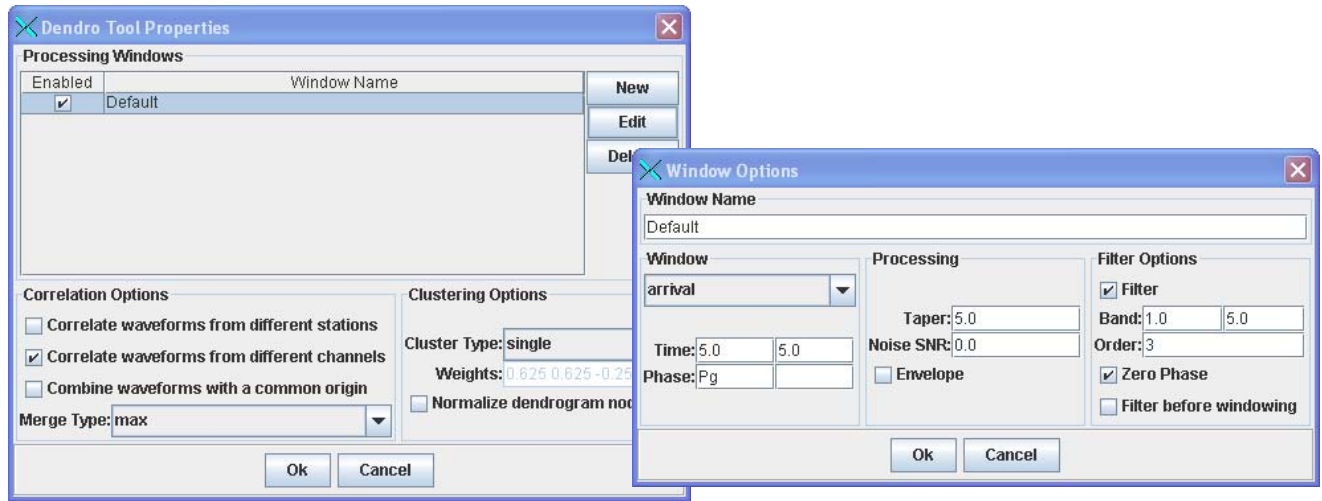 Dendro Tool Properties
Processing Windows
Enabled Window Name
Default
New
Edit
Correlation Options
Correlate waveforms from different stations
Correlate waveforms from different channels
Combine waveforms with a common origin
Merge Type: max
Clustering Options
Cluster Type: single
Weights: 0.625 0.625 -0.25
Normalize dendrogram
Ok Cancel
Window Options
Window Name
Default
Window
arrival
Time: 5.0 5.0
Phase: Pg
Processing
Taper: 5.0
Noise SNR: 0.0
Envelope
Filter Options
Filter
Band: 1.0 5.0
Order: 3
Zero Phase
Filter before windowing
Ok Cancel